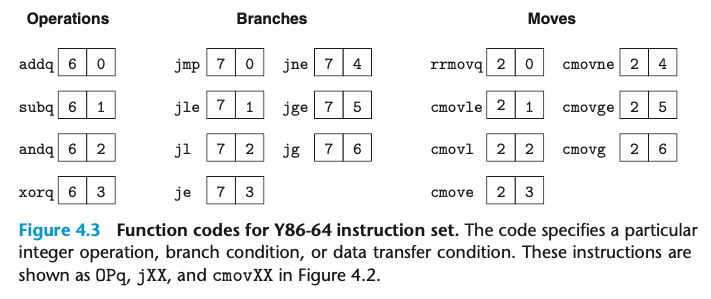 Operations Branches Moves
addq 6 0 jmp 7 0 jne 7 4 rrmovq 2 0 cmovne 2 4
subq 6 1 jle 7 1 jge 7 5 cmovle 2 1 cmovge 2 5
andq 6 2 jl 7 2 jg 7 6 cmovl 2 2 cmovg 2 6
xorq 6 3 je 7 3 cmove 2 3
Figure 4.3 Function codes for Y86-64 instruction set. The code specifies a particular
integer operation, branch condition, or data transfer condition. These instructions are
shown as OPq, jXX, and cmovXX in Figure 4.2.